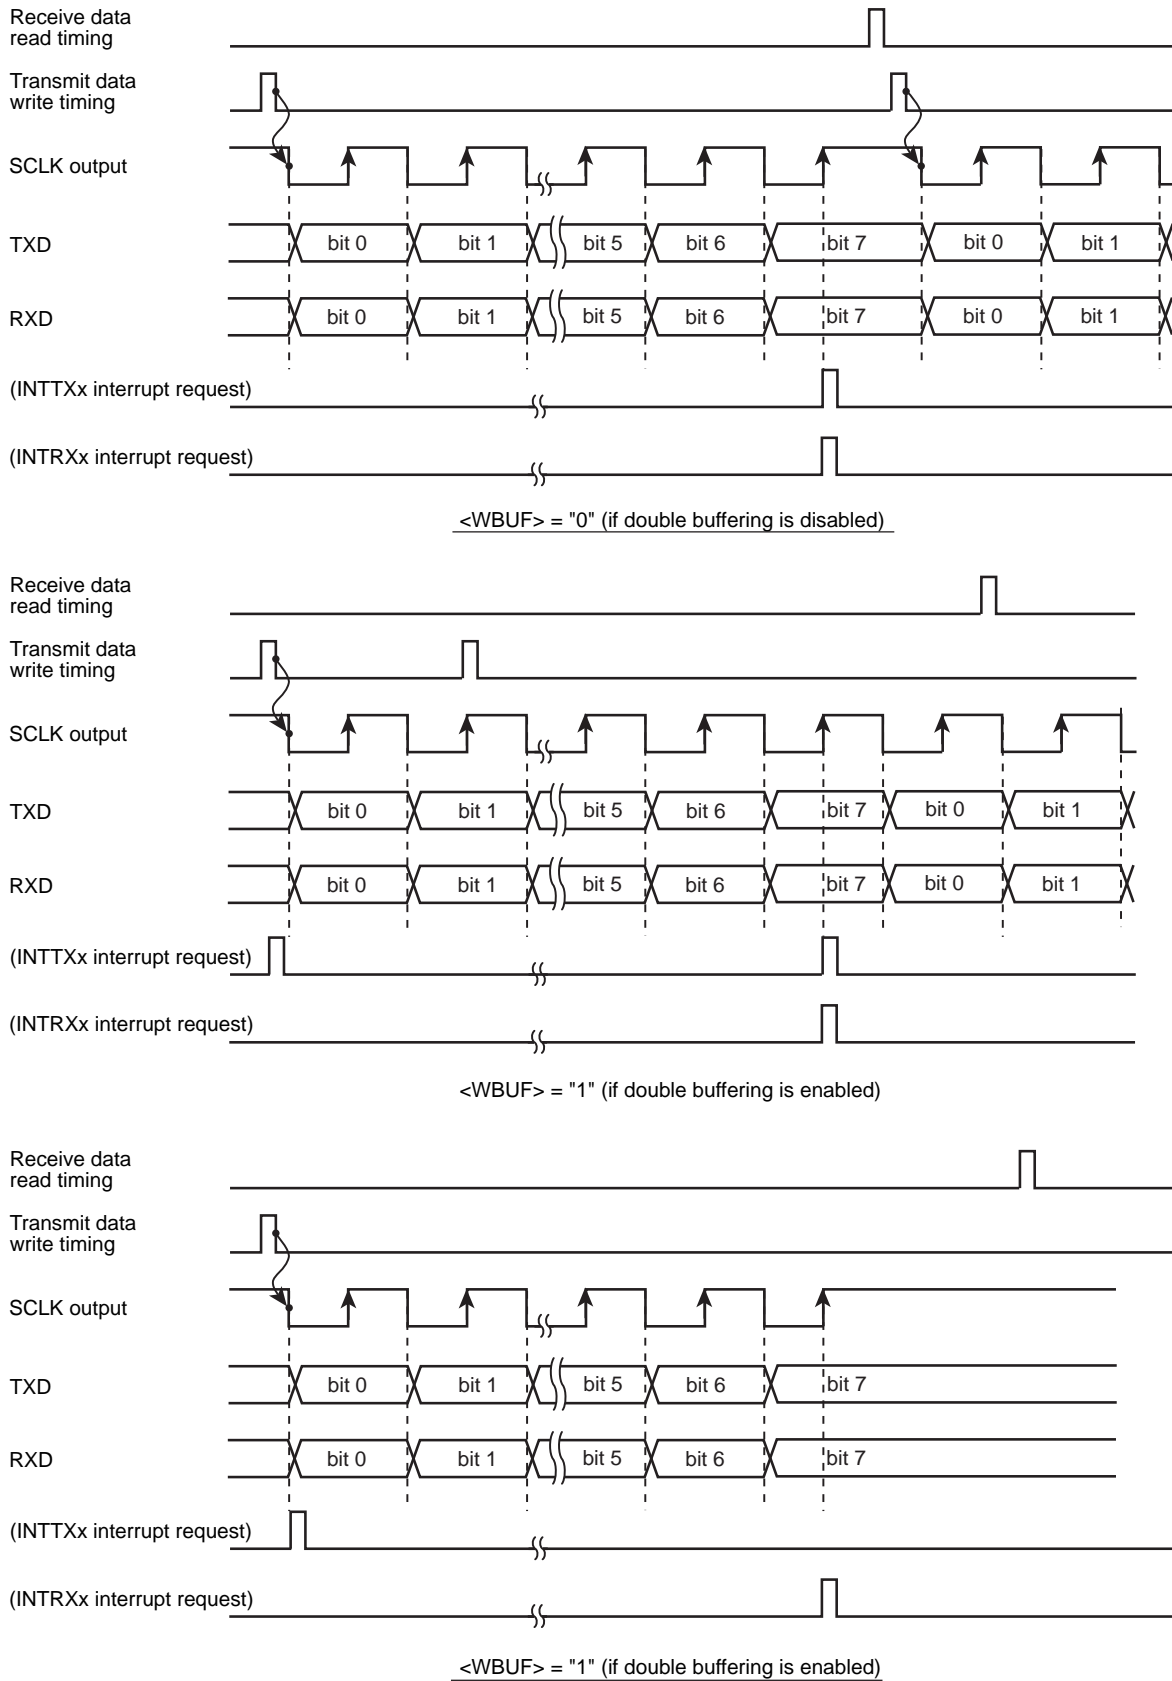 Receive data
read timing
Transmit data
write timing
SCLK output
TXD
bit 0
bit 1
bit 5
bit 6
bit 7
bit 0
bit 1
RXD
bit 0
bit 1
bit 5
bit 6
bit 7
bit 0
bit 1
(INTTXx interrupt request)
(INTRXx interrupt request)
<WBUF> = "0" (if double buffering is disabled)
Receive data
read timing
Transmit data
write timing
SCLK output
TXD
bit 0
bit 1
bit 5
bit 6
bit 7
bit 0
bit 1
RXD
bit 0
bit 1
bit 5
bit 6
bit 7
bit 0
bit 1
(INTTXx interrupt request)
(INTRXx interrupt request)
<WBUF> = "1" (if double buffering is enabled)
Receive data
read timing
Transmit data
write timing
SCLK output
TXD
bit 0
bit 1
bit 5
bit 6
bit 7
RXD
bit 0
bit 1
bit 5
bit 6
bit 7
(INTTXx interrupt request)
(INTRXx interrupt request)
<WBUF> = "1" (if double buffering is enabled)